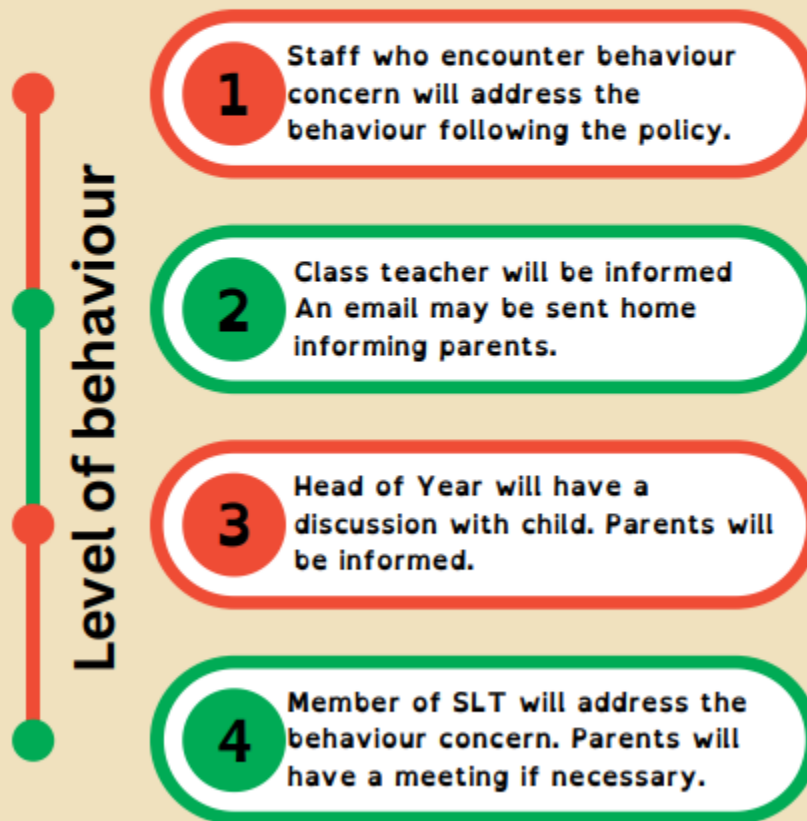 Level of behaviour
1
Staff who encounter behaviour
concern will address the
behaviour following the policy.
2
Class teacher will be informed
An email may be sent home
informing parents.
3
Head of Year will have a
discussion with child. Parents will
be informed.
4
Member of SLT will address the
behaviour concern. Parents will
have a meeting if necessary.